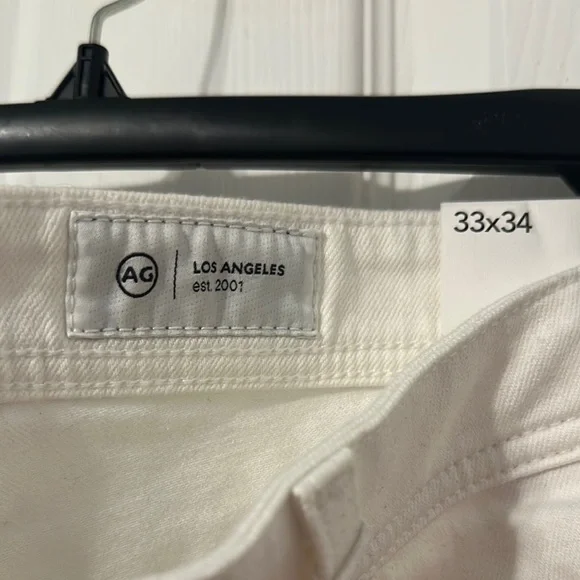 AG
LOS ANGELES
est. 2001
33x34